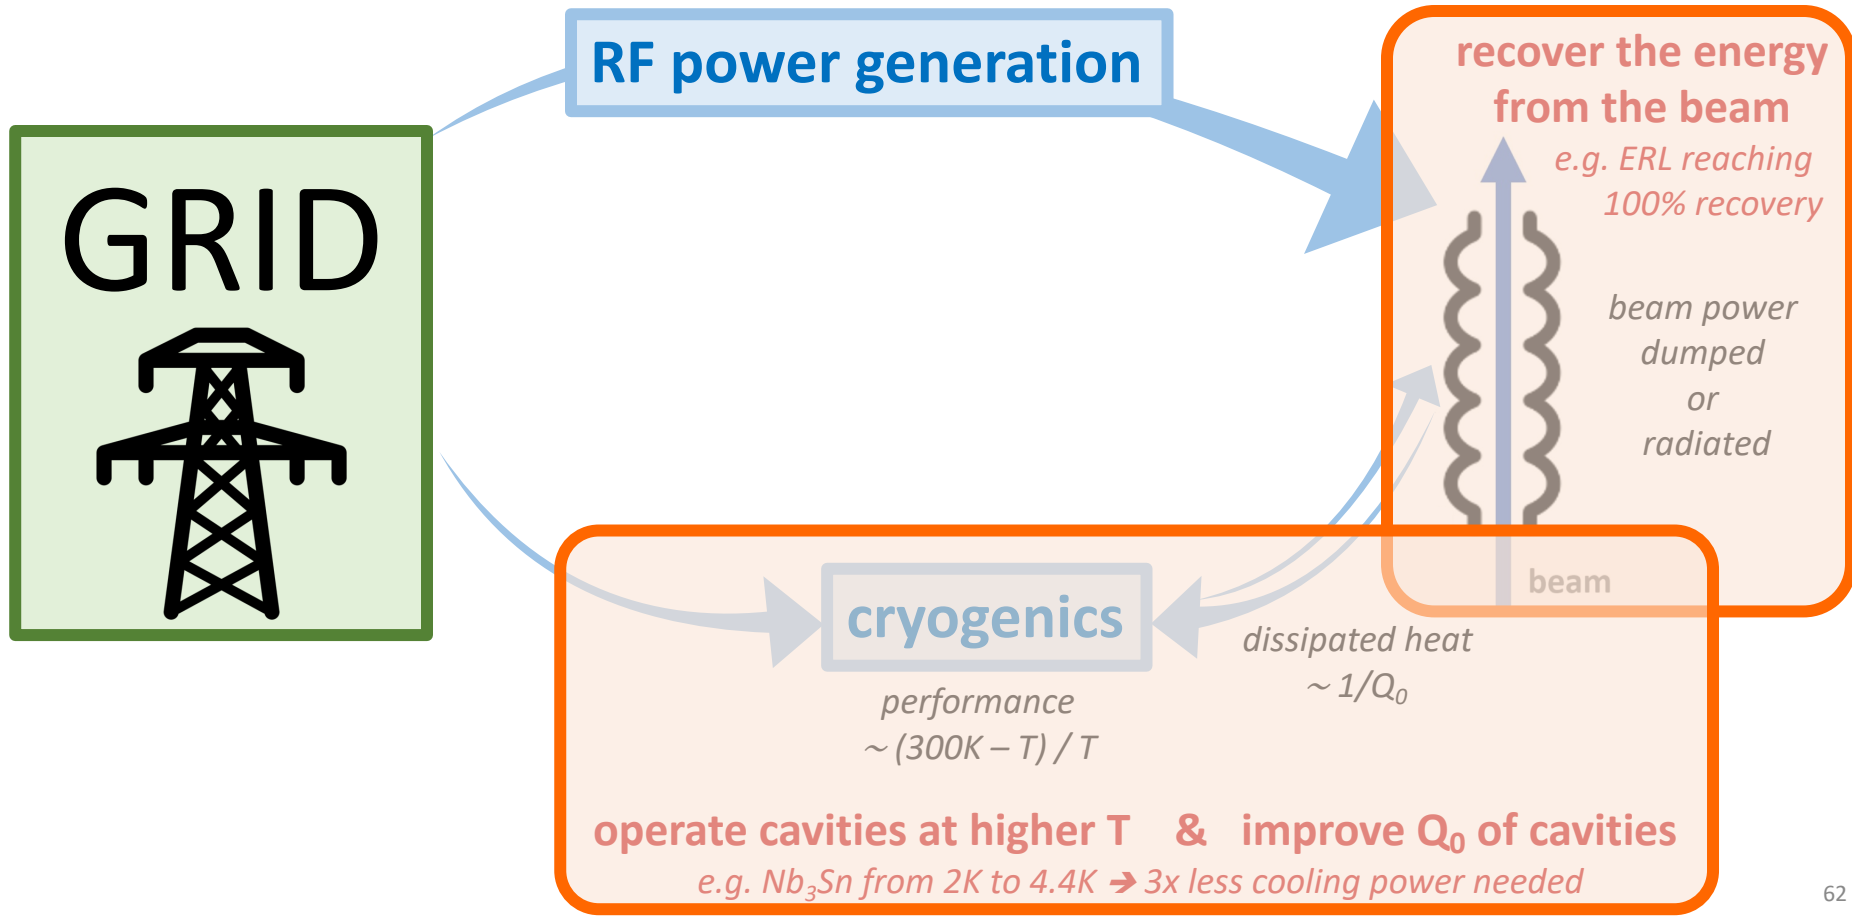 RF power generation
GRID
recover the energy
from the beam
e.g. ERL reaching
100% recovery
beam power
dumped
or
radiated
beam
cryogenics
performance
~ (300K – T) / T
dissipated heat
~ 1/Q₀
operate cavities at higher T & improve Q₀ of cavities
e.g. Nb₃Sn from 2K to 4.4K ➔ 3x less cooling power needed
62